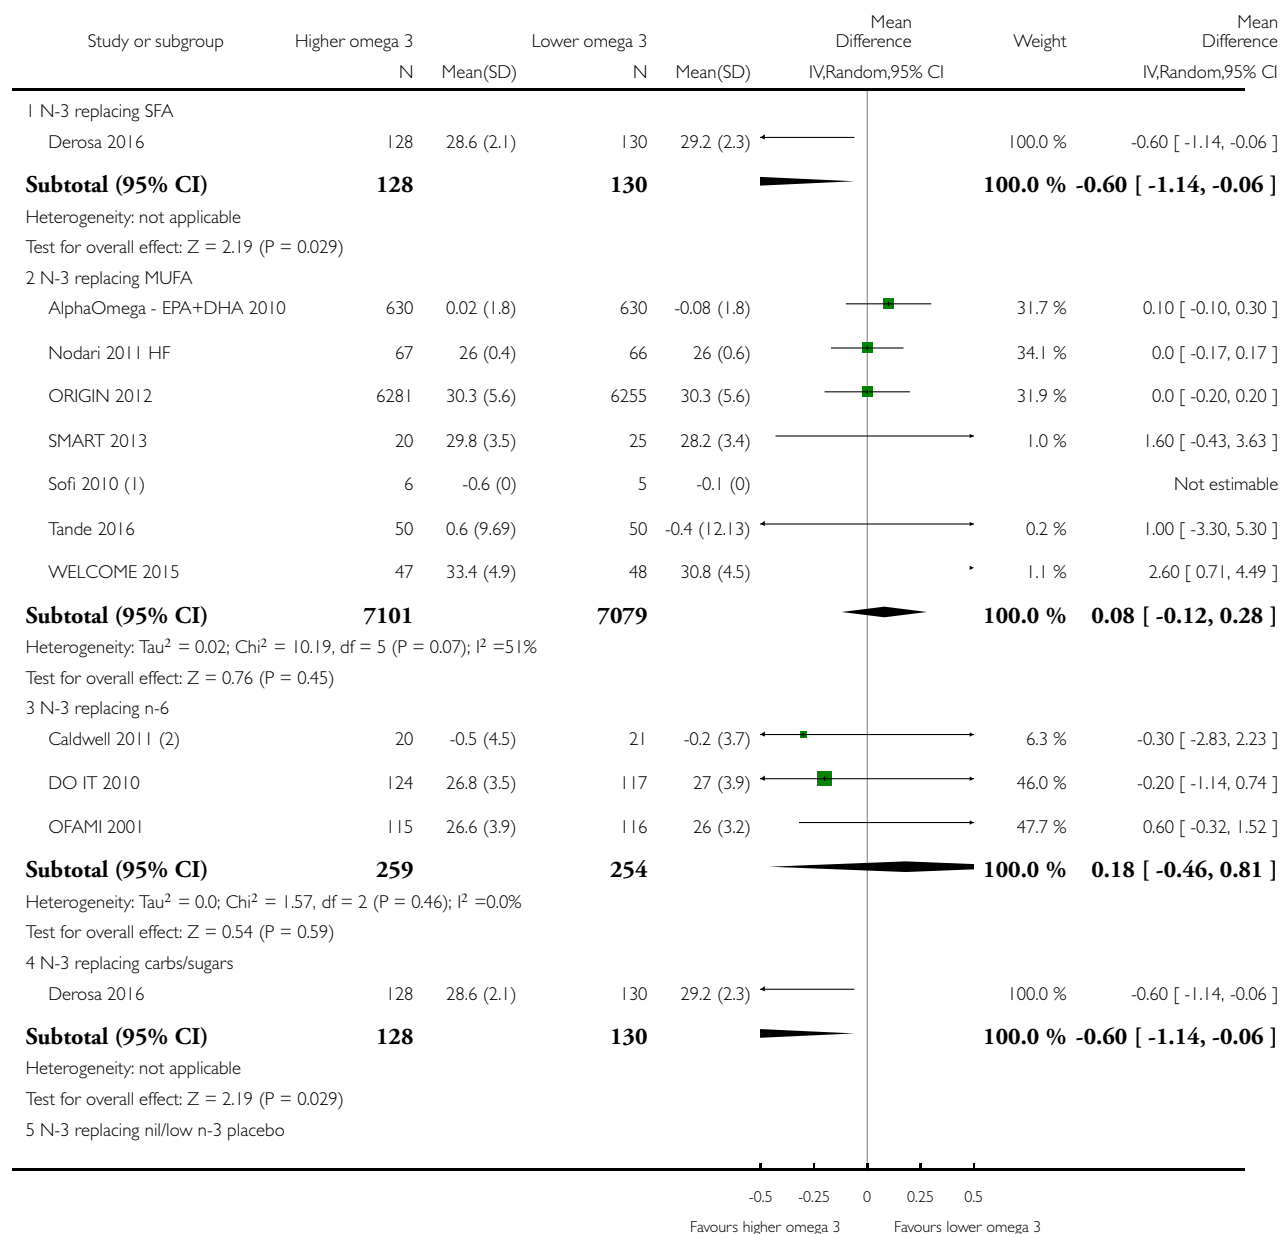 Mean Mean
Study or subgroup Higher omega 3 Lower omega 3 Difference Weight Difference
N Mean(SD) N Mean(SD) IV,Random,95% CI IV,Random,95% CI
1 N-3 replacing SFA
Derosa 2016 128 28.6 (2.1) 130 29.2 (2.3) 100.0 % -0.60 [ -1.14, -0.06 ]
Subtotal (95% CI) 128 130 100.0 % -0.60 [ -1.14, -0.06 ]
Heterogeneity: not applicable
Test for overall effect: Z = 2.19 (P = 0.029)
2 N-3 replacing MUFA
AlphaOmega - EPA+DHA 2010 630 0.02 (1.8) 630 -0.08 (1.8) 31.7 % 0.10 [ -0.10, 0.30 ]
Nodari 2011 HF 67 26 (0.4) 66 26 (0.6) 34.1 % 0.0 [ -0.17, 0.17 ]
ORIGIN 2012 6281 30.3 (5.6) 6255 30.3 (5.6) 31.9 % 0.0 [ -0.20, 0.20 ]
SMART 2013 20 29.8 (3.5) 25 28.2 (3.4) 1.0 % 1.60 [ -0.43, 3.63 ]
Sofi 2010 (1) 6 -0.6 (0) 5 -0.1 (0) Not estimable
Tande 2016 50 0.6 (9.69) 50 -0.4 (12.13) 0.2 % 1.00 [ -3.30, 5.30 ]
WELCOME 2015 47 33.4 (4.9) 48 30.8 (4.5) 1.1 % 2.60 [ 0.71, 4.49 ]
Subtotal (95% CI) 7101 7079 100.0 % 0.08 [ -0.12, 0.28 ]
Heterogeneity: Tau² = 0.02; Chi² = 10.19, df = 5 (P = 0.07); I² =51%
Test for overall effect: Z = 0.76 (P = 0.45)
3 N-3 replacing n-6
Caldwell 2011 (2) 20 -0.5 (4.5) 21 -0.2 (3.7) 6.3 % -0.30 [ -2.83, 2.23 ]
DO IT 2010 124 26.8 (3.5) 117 27 (3.9) 46.0 % -0.20 [ -1.14, 0.74 ]
OFAMI 2001 115 26.6 (3.9) 116 26 (3.2) 47.7 % 0.60 [ -0.32, 1.52 ]
Subtotal (95% CI) 259 254 100.0 % 0.18 [ -0.46, 0.81 ]
Heterogeneity: Tau² = 0.0; Chi² = 1.57, df = 2 (P = 0.46); I² =0.0%
Test for overall effect: Z = 0.54 (P = 0.59)
4 N-3 replacing carbs/sugars
Derosa 2016 128 28.6 (2.1) 130 29.2 (2.3) 100.0 % -0.60 [ -1.14, -0.06 ]
Subtotal (95% CI) 128 130 100.0 % -0.60 [ -1.14, -0.06 ]
Heterogeneity: not applicable
Test for overall effect: Z = 2.19 (P = 0.029)
5 N-3 replacing nil/low n-3 placebo
-0.5 -0.25 0 0.25 0.5
Favours higher omega 3 Favours lower omega 3